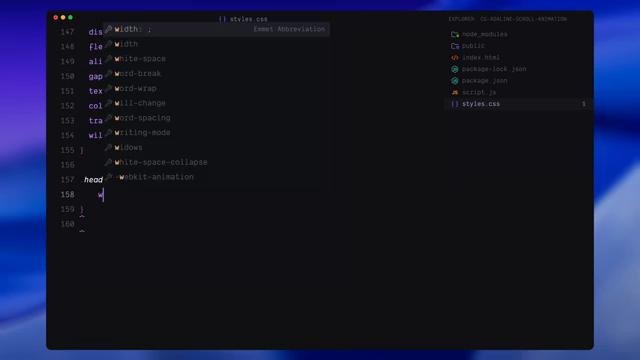 styles.css
EXPLORER: CG-ADALINE-SCROLL-ANIMATION
147 dis
148 fle
149 ali
150 gap
151 tex
152 col
153 tra
154 wil
155 }
156
157 .head
158 w
159 }
160
width: ; Emmet Abbreviation
width
white-space
word-break
word-wrap
will-change
word-spacing
writing-mode
widows
white-space-collapse
-webkit-animation
node_modules
public
index.html
package-lock.json
package.json
script.js
styles.css 1